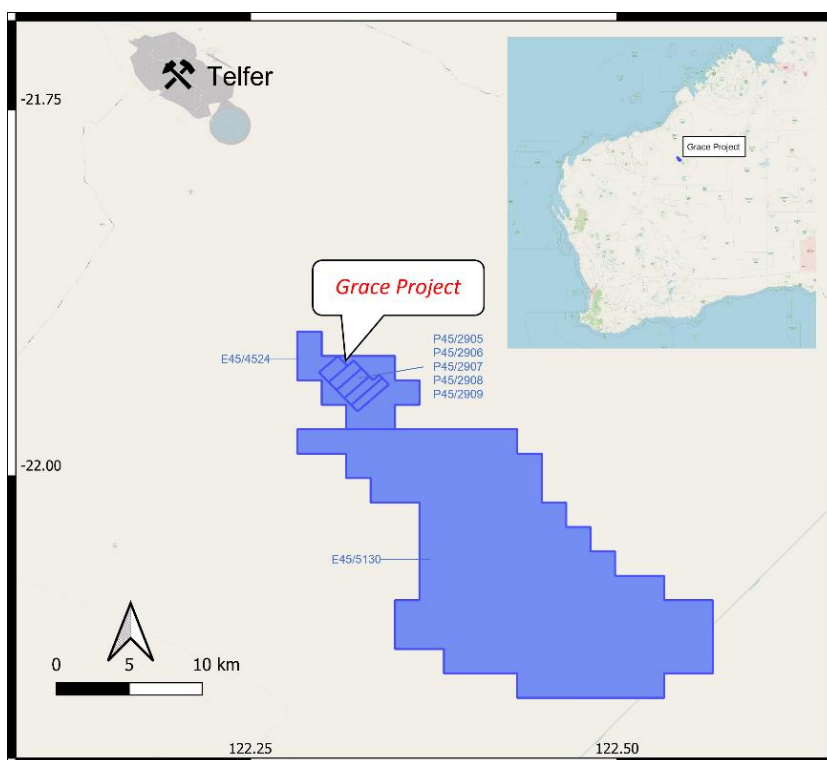 Telfer
-21.75
Grace Project
Grace Project
E45/4524
P45/2905
P45/2906
P45/2907
P45/2908
P45/2909
-22.00
E45/5130
0 5 10 km
122.25 122.50